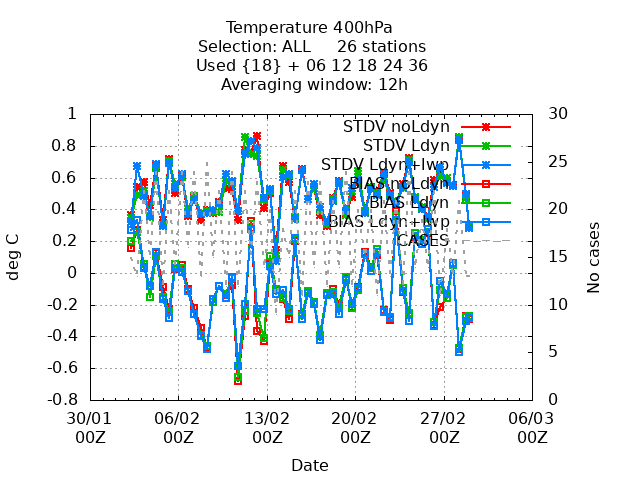 Temperature 400hPa
Selection: ALL 26 stations
Used {18} + 06 12 18 24 36
Averaging window: 12h
1
0.8
0.6
0.4
0.2
0
-0.2
-0.4
-0.6
-0.8
deg C
30
25
20
15
10
5
0
No cases
STDV noLdyn
STDV Ldyn
STDV Ldyn+lwp
BIAS noLdyn
BIAS Ldyn
BIAS Ldyn+lwp
CASES
30/01 06/02 13/02 20/02 27/02 06/03
00Z 00Z 00Z 00Z 00Z 00Z
Date